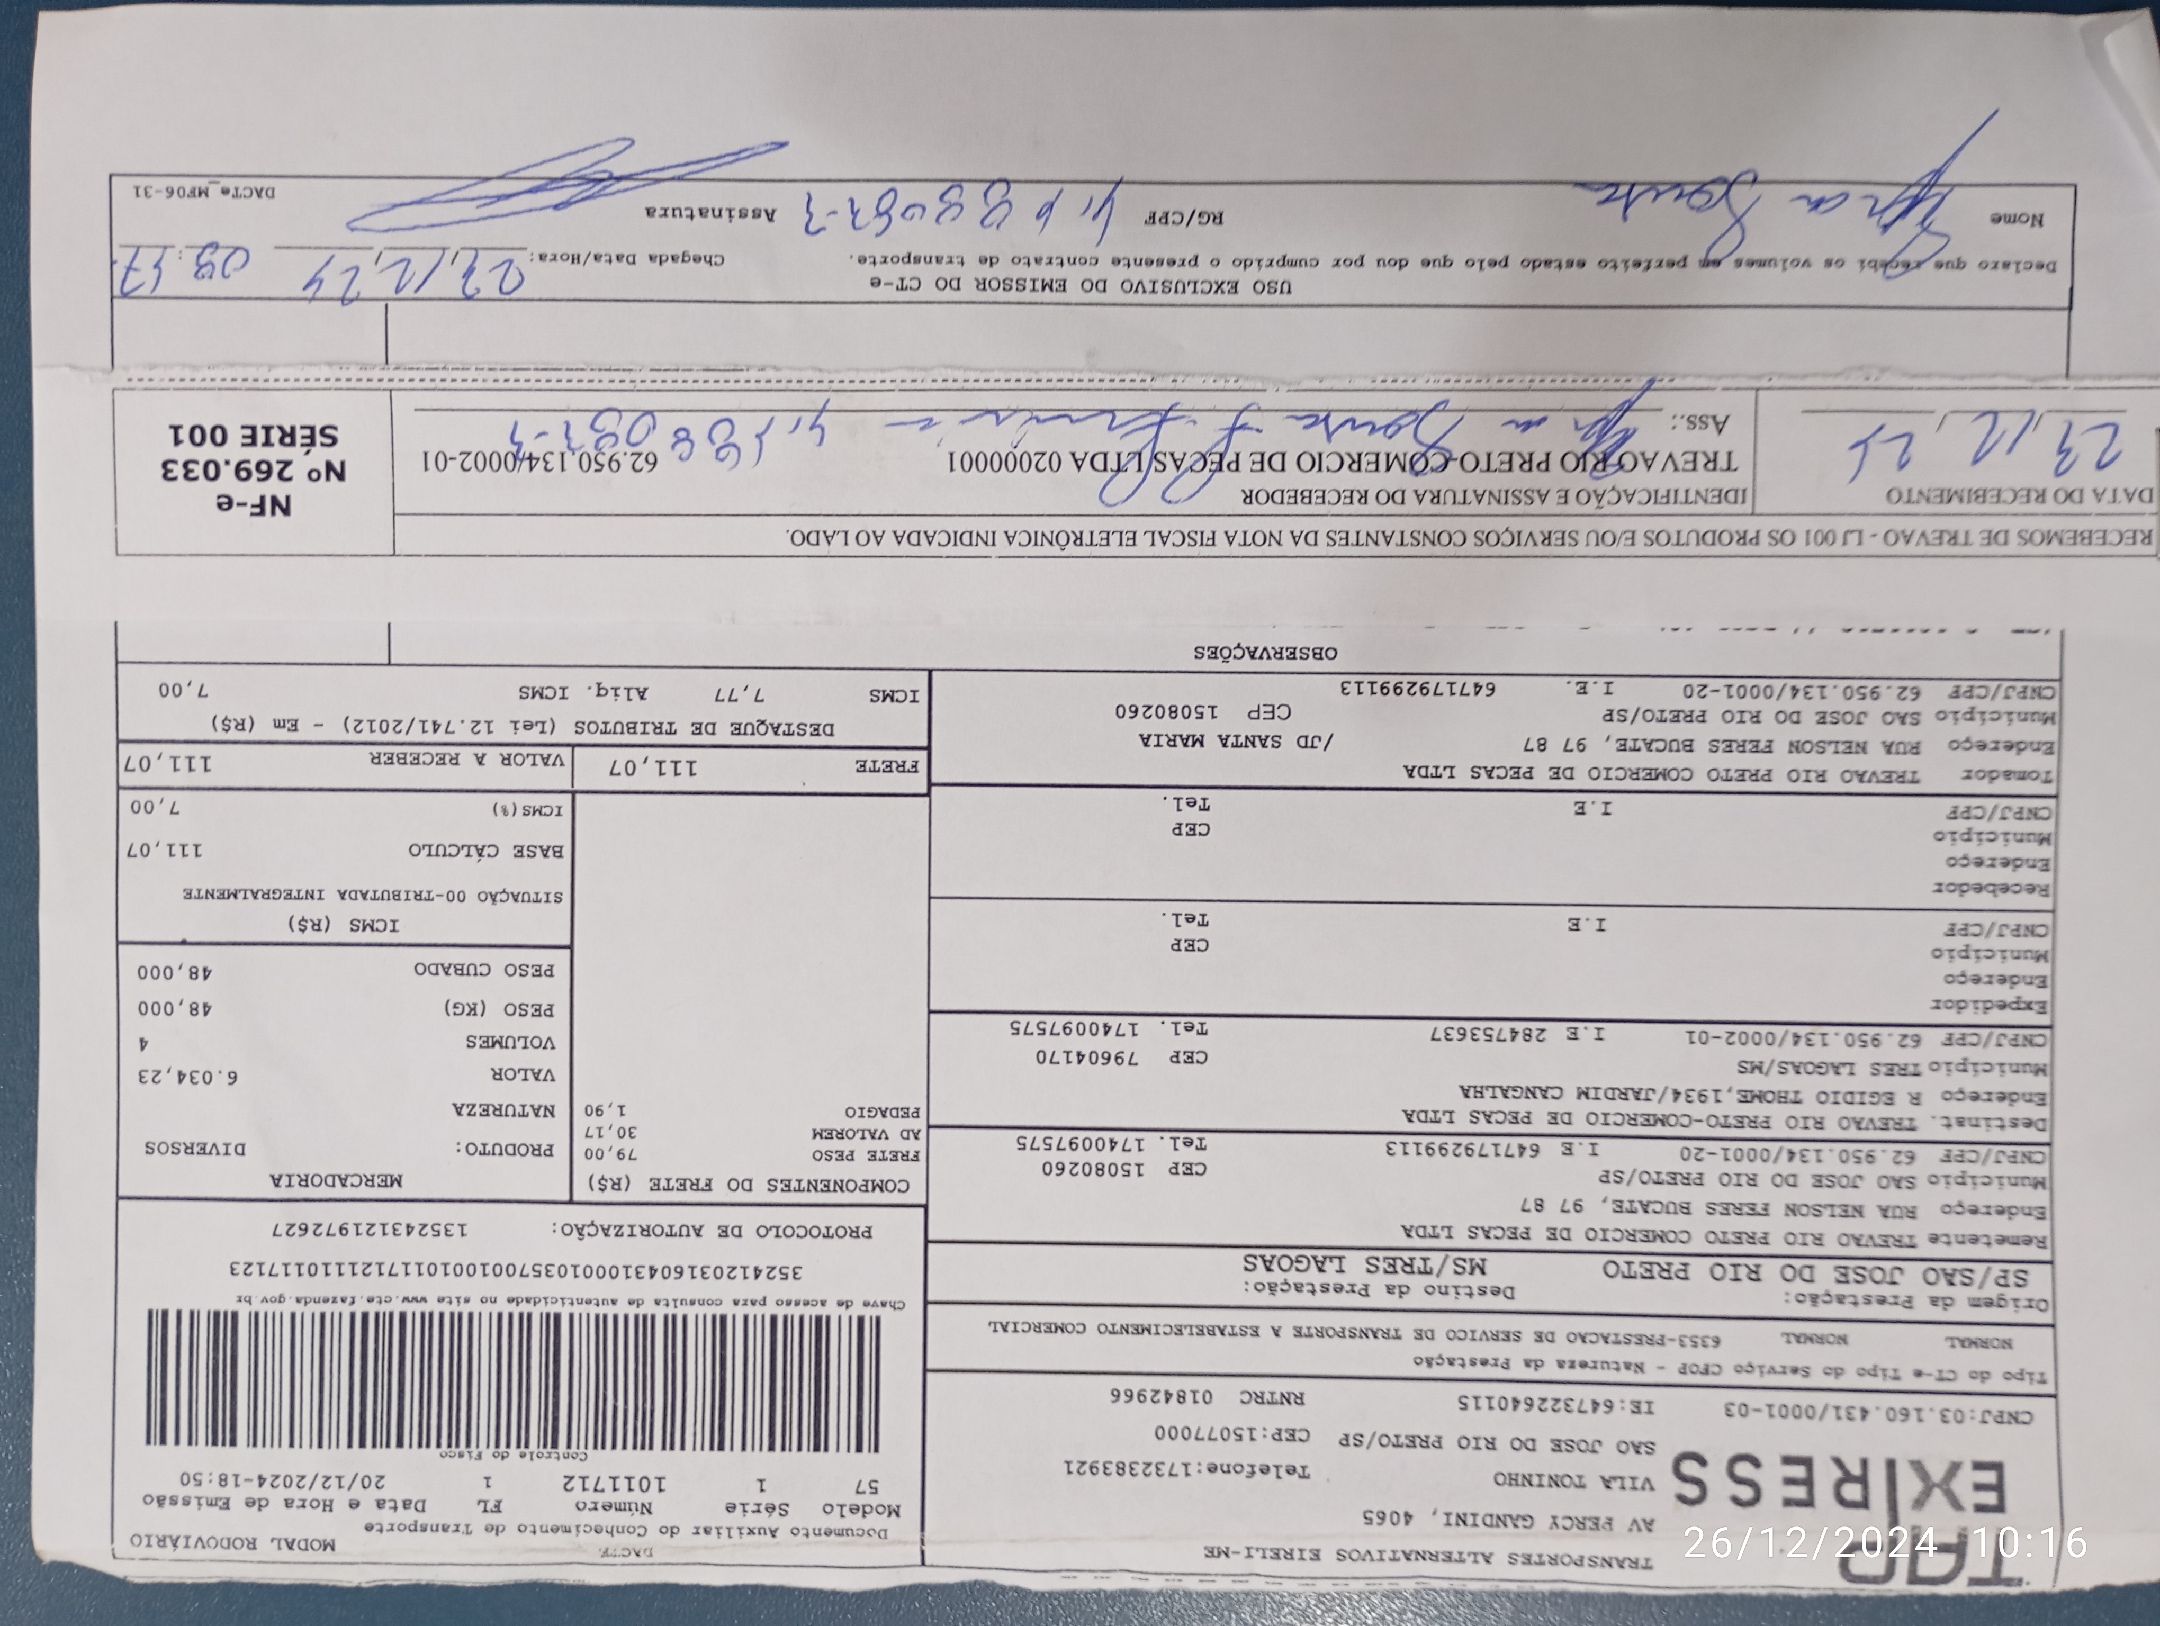 TRANSPORTES ALTERNATIVOS EIRELI-ME
TAP EXPRESS
AV PERCY GANDINI, 4065
VILA TONINHO Telefone:1732383921
SAO JOSE DO RIO PRETO/SP CEP:15077000
CNPJ:03.160.431/0001-03 IE:647322640115 RNTRC 01842966
Tipo do CT-e Tipo do Serviço CFOP - Natureza da Prestação
NORMAL NORMAL 6353-PRESTACAO DE SERVICO DE TRANSPORTE A ESTABELECIMENTO COMERCIAL
Origem da Prestação: Destino da Prestação:
SP/SAO JOSE DO RIO PRETO MS/TRES LAGOAS
Remetente TREVAO RIO PRETO COMERCIO DE PECAS LTDA
Endereço RUA NELSON FERES BUCATE, 97 87
Município SAO JOSE DO RIO PRETO/SP CEP 15080260
CNPJ/CPF 62.950.134/0001-20 I.E 647179299113 Tel. 1740097575
Destinat. TREVAO RIO PRETO-COMERCIO DE PECAS LTDA
Endereço R EGIDIO THOME,1934/JARDIM CANGALHA
Município TRES LAGOAS/MS CEP 79604170
CNPJ/CPF 62.950.134/0002-01 I.E 284753637 Tel. 1740097575
Expedidor
Endereço
Município CEP
CNPJ/CPF I.E Tel.
Recebedor
Endereço
Município CEP
CNPJ/CPF I.E Tel.
Tomador TREVAO RIO PRETO COMERCIO DE PECAS LTDA
Endereço RUA NELSON FERES BUCATE, 97 87 /JD SANTA MARIA
Município SAO JOSE DO RIO PRETO/SP CEP 15080260
CNPJ/CPF 62.950.134/0001-20 I.E. 647179299113
DACTE MODAL RODOVIÁRIO
Documento Auxiliar do Conhecimento de Transporte
Modelo Série Número FL Data e Hora de Emissão
57 1 1011712 1 20/12/2024-18:50
Controle do Fisco
Chave de acesso para consulta de autenticidade no site www.cte.fazenda.gov.br
35241203160431000103570010010117121110117123
PROTOCOLO DE AUTORIZAÇÃO: 135243121972627
COMPONENTES DO FRETE (R$)
FRETE PESO 79,00
AD VALOREM 30,17
PEDAGIO 1,90
MERCADORIA
PRODUTO: DIVERSOS
NATUREZA
VALOR 6.034,23
VOLUMES 4
PESO (KG) 48,000
PESO CUBADO 48,000
ICMS (R$)
SITUAÇÃO 00-TRIBUTADA INTEGRALMENTE
BASE CÁLCULO 111,07
ICMS(%) 7,00
FRETE 111,07 VALOR A RECEBER 111,07
DESTAQUE DE TRIBUTOS (Lei 12.741/2012) - Em (R$)
ICMS 7,77 Aliq. ICMS 7,00
OBSERVAÇÕES
RECEBEMOS DE TREVAO - LJ 001 OS PRODUTOS E/OU SERVIÇOS CONSTANTES DA NOTA FISCAL ELETRÔNICA INDICADA AO LADO.
DATA DO RECEBIMENTO IDENTIFICAÇÃO E ASSINATURA DO RECEBEDOR
TREVAO RIO PRETO-COMERCIO DE PECAS LTDA 02000001 62.950.134/0002-01
Ass.:
NF-e
Nº 269.033
SÉRIE 001
USO EXCLUSIVO DO EMISSOR DO CT-e
Declaro que recebi os volumes em perfeito estado pelo que dou por cumprido o presente contrato de transporte. Chegada Data/Hora:
Nome RG/CPF Assinatura
DACTe_MF06-31
26/12/2024 10:16